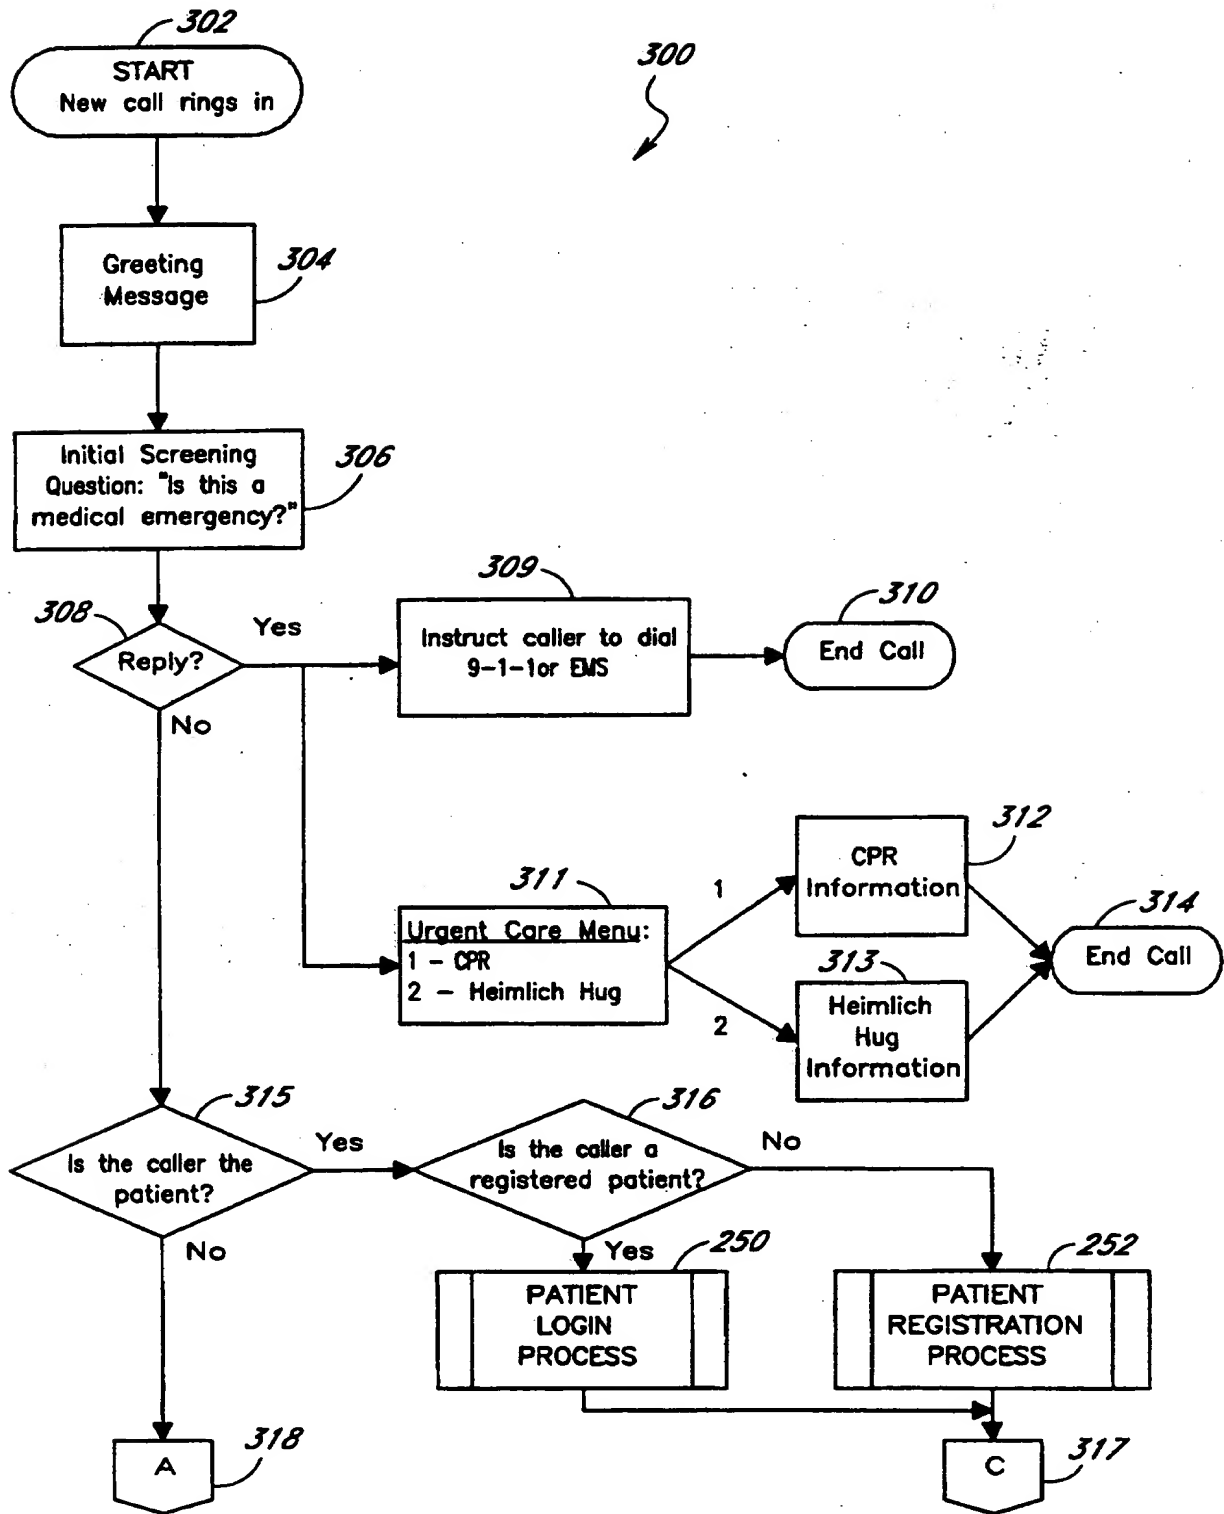 302
START
New call rings in
300
Greeting
Message
304
Initial Screening
Question: "Is this a
medical emergency?"
306
308
Reply?
Yes
No
309
Instruct caller to dial
9-1-1or EMS
310
End Call
311
Urgent Care Menu:
1 - CPR
2 - Heimlich Hug
1
2
312
CPR
Information
313
Heimlich
Hug
Information
314
End Call
315
Is the caller the
patient?
Yes
No
316
Is the caller a
registered patient?
No
Yes
250
PATIENT
LOGIN
PROCESS
252
PATIENT
REGISTRATION
PROCESS
A
318
C
317